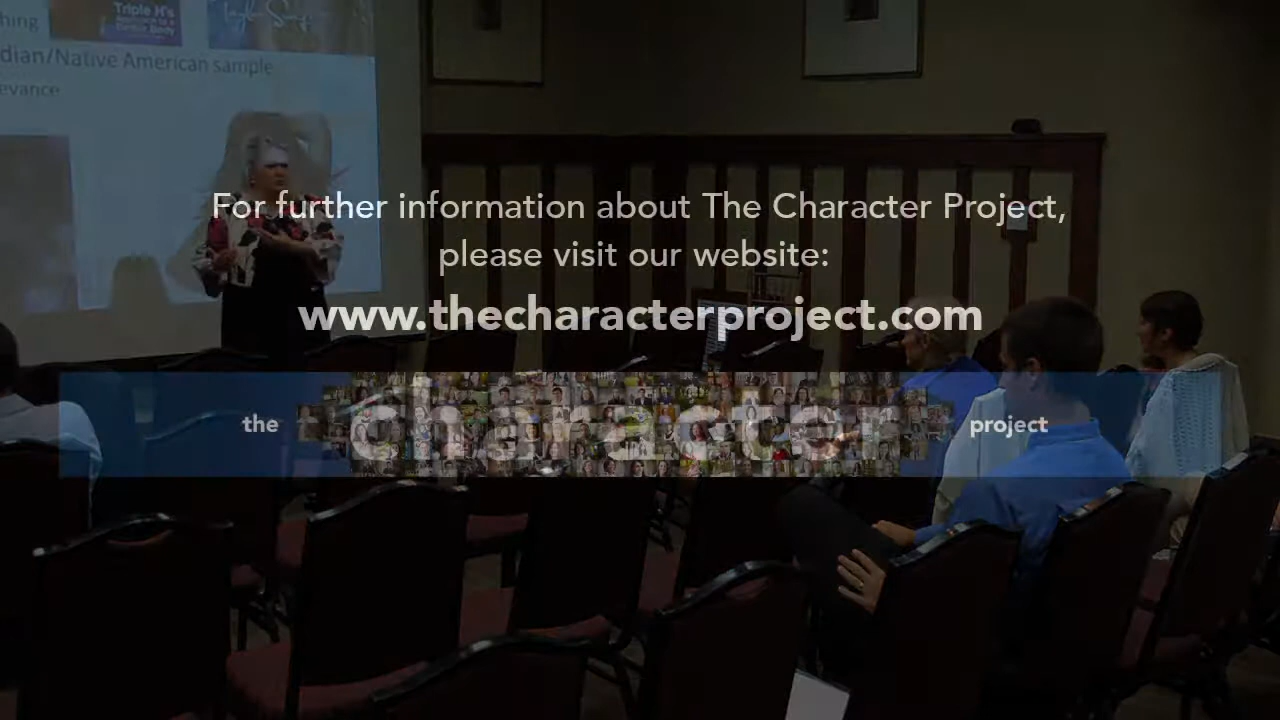 Triple H's
dian/Native American sample
For further information about The Character Project,
please visit our website:
www.thecharacterproject.com
the character project